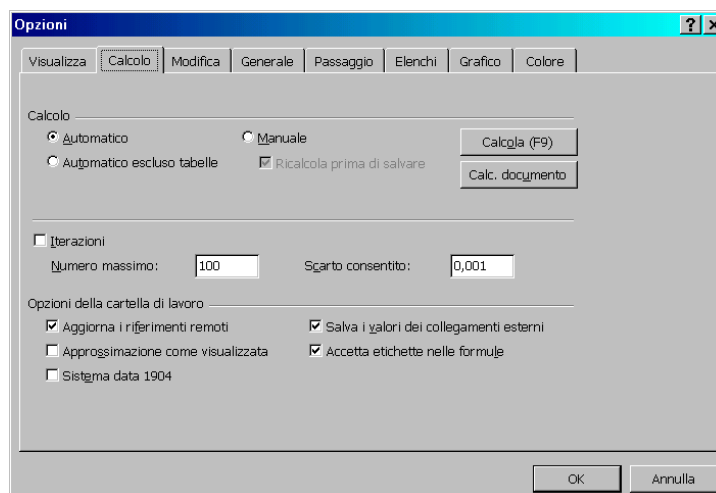 Opzioni
Visualizza Calcolo Modifica Generale Passaggio Elenchi Grafico Colore
Calcolo
Automatico Manuale Calcola (F9)
Automatico escluso tabelle Ricalcola prima di salvare Calc. documento
Iterazioni
Numero massimo: 100 Scarto consentito: 0,001
Opzioni della cartella di lavoro
Aggiorna i riferimenti remoti Salva i valori dei collegamenti esterni
Approssimazione come visualizzata Accetta etichette nelle formule
Sistema data 1904
OK Annulla